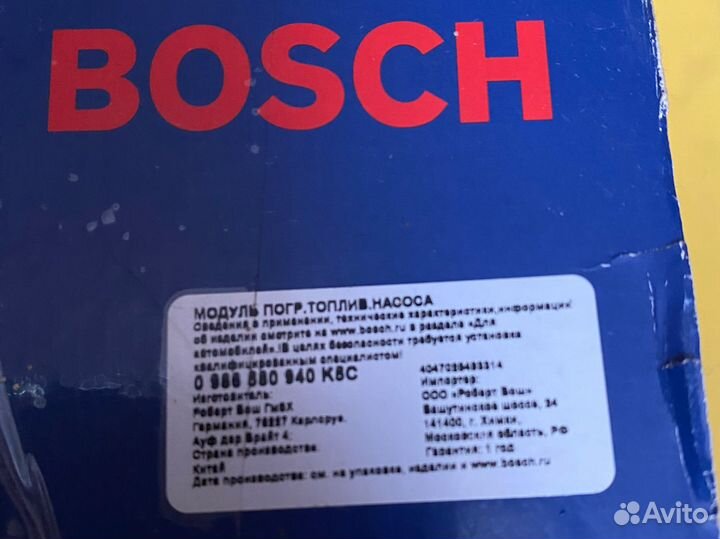 BOSCH
МОДУЛЬ ПОГР.ТОПЛИВ.НАСОСА
Сведения о применении, технические характеристики,информацию
об изделии смотрите на www.bosch.ru в разделе «Для
автомобилей».!В целях безопасности требуется установка
квалифицированным специалистом!
0 986 580 940 K8C
Изготовитель:
Роберт Бош ГмбХ
Германия, 76227 Карлсруэ,
Ауф дер Брайт 4;
Страна производства:
Китай
4047025493314
Импортер:
ООО «Роберт Бош»
Вашутинское шоссе, 24
141400, г. Химки,
Московская область, РФ
Гарантия: 1 год
Дата производства: см. на упаковке, изделии и www.bosch.ru
Avito